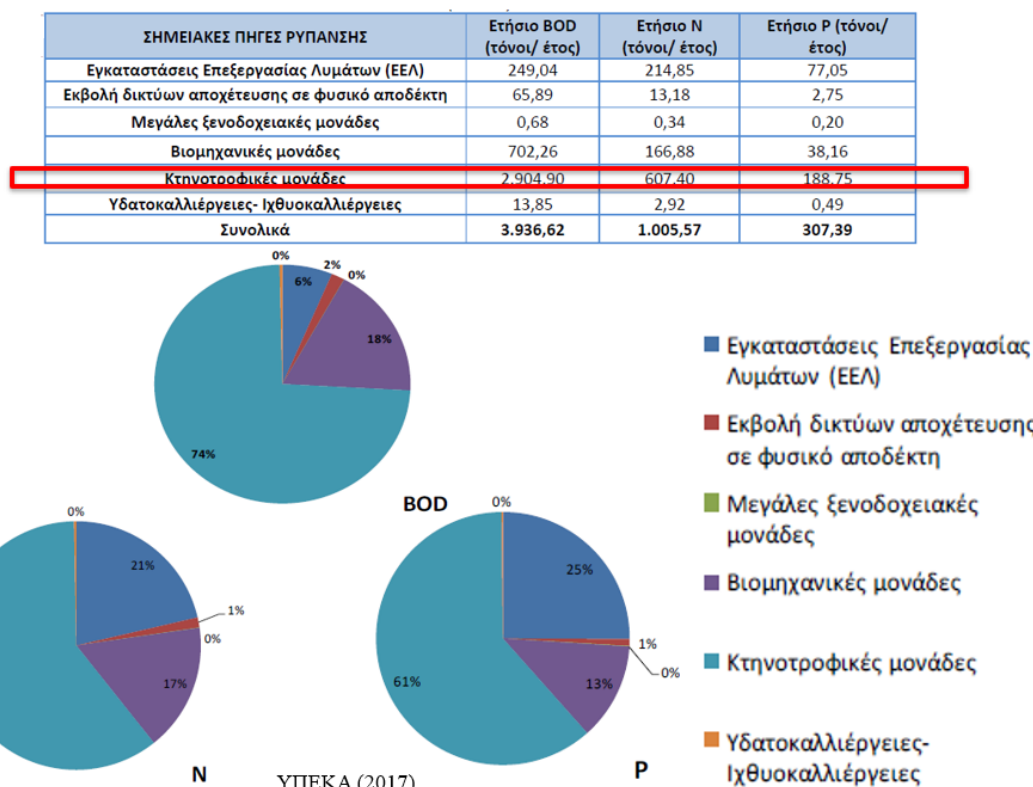 ΣΗΜΕΙΑΚΕΣ ΠΗΓΕΣ ΡΥΠΑΝΣΗΣ Ετήσιο BOD (τόνοι/ έτος) Ετήσιο Ν (τόνοι/ έτος) Ετήσιο P (τόνοι/ έτος)
Εγκαταστάσεις Επεξεργασίας Λυμάτων (ΕΕΛ) 249,04 214,85 77,05
Εκβολή δικτύων αποχέτευσης σε φυσικό αποδέκτη 65,89 13,18 2,75
Μεγάλες ξενοδοχειακές μονάδες 0,68 0,34 0,20
Βιομηχανικές μονάδες 702,26 166,88 38,16
Κτηνοτροφικές μονάδες 2.904,90 607,40 188,75
Υδατοκαλλιέργειες- Ιχθυοκαλλιέργειες 13,85 2,92 0,49
Συνολικά 3.936,62 1.005,57 307,39
0%
6%
2%
0%
18%
74%
BOD
0%
21%
1%
0%
17%
N
0%
25%
1%
0%
13%
61%
P
Εγκαταστάσεις Επεξεργασίας
Λυμάτων (ΕΕΛ)
Εκβολή δικτύων αποχέτευσης
σε φυσικό αποδέκτη
Μεγάλες ξενοδοχειακές
μονάδες
Βιομηχανικές μονάδες
Κτηνοτροφικές μονάδες
Υδατοκαλλιέργειες-
Ιχθυοκαλλιέργειες
ΥΠΕΚΑ (2017)